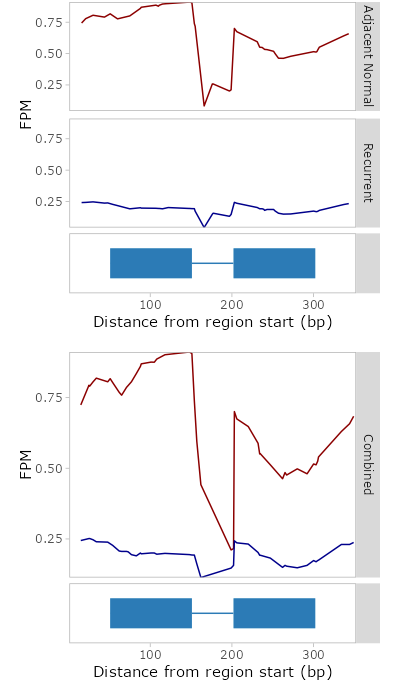 FPM
0.75
0.50
0.25
Adjacent Normal
0.75
0.50
0.25
Recurrent
100
200
300
Distance from region start (bp)
FPM
0.75
0.50
0.25
Combined
100
200
300
Distance from region start (bp)